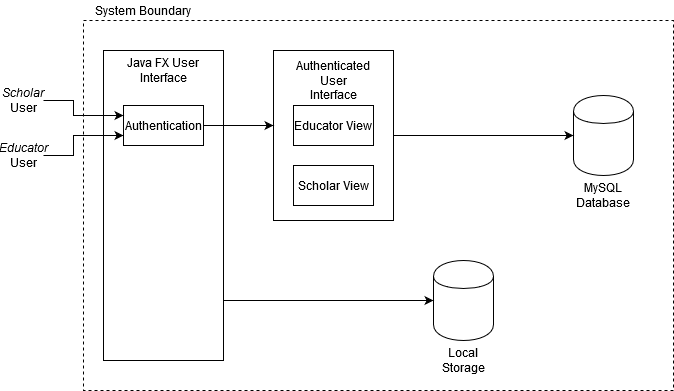 System Boundary
Java FX User
Interface
Authenticated
User
Interface
Scholar
User
Authentication
Educator View
Educator
User
Scholar View
MySQL
Database
Local
Storage